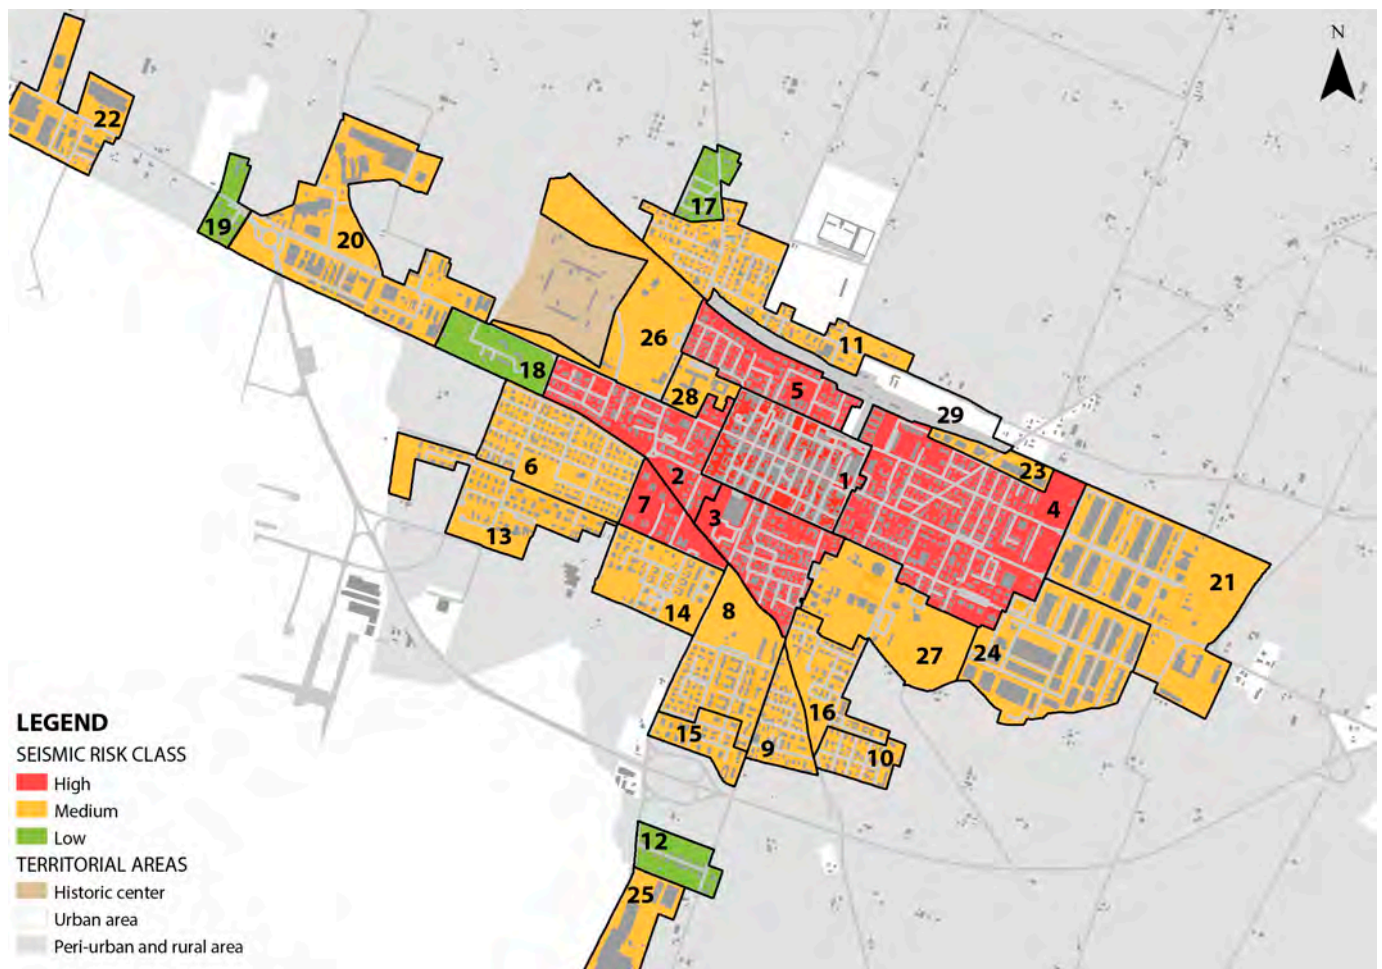 N
22
17
19
20
11
26
18
5
28
29
6
2
1
23
7
3
4
13
21
14
8
27
24
16
15
9
10
12
25
LEGEND
SEISMIC RISK CLASS
High
Medium
Low
TERRITORIAL AREAS
Historic center
Urban area
Peri-urban and rural area